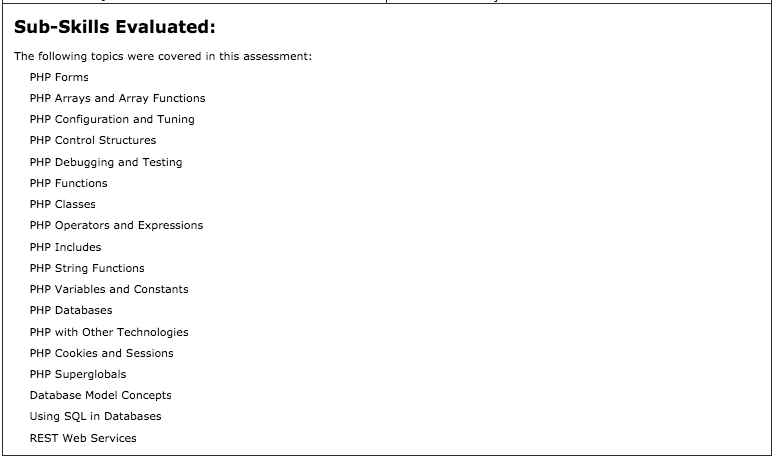 Sub-Skills Evaluated:
The following topics were covered in this assessment:
PHP Forms
PHP Arrays and Array Functions
PHP Configuration and Tuning
PHP Control Structures
PHP Debugging and Testing
PHP Functions
PHP Classes
PHP Operators and Expressions
PHP Includes
PHP String Functions
PHP Variables and Constants
PHP Databases
PHP with Other Technologies
PHP Cookies and Sessions
PHP Superglobals
Database Model Concepts
Using SQL in Databases
REST Web Services